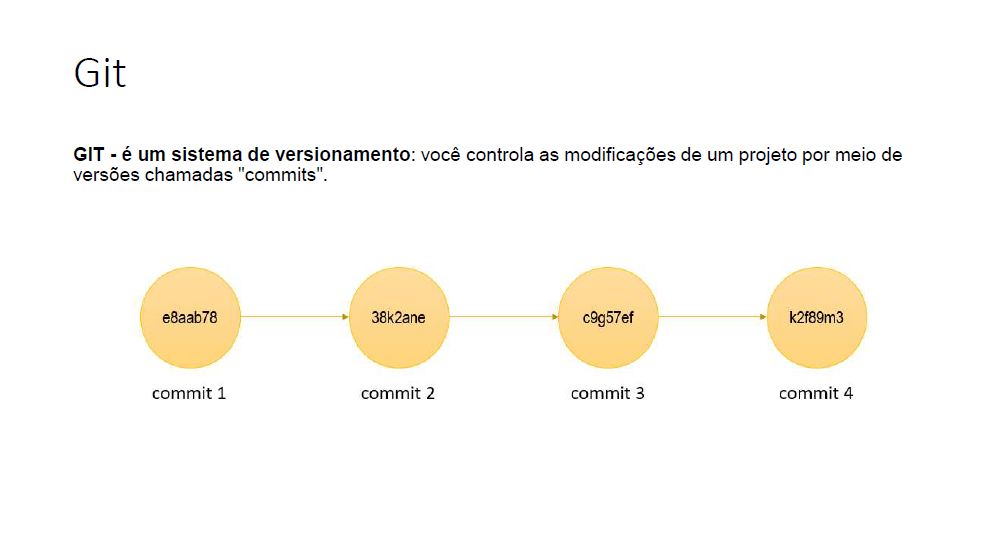 Git
GIT - é um sistema de versionamento: você controla as modificações de um projeto por meio de
versões chamadas "commits".
e8aab78
38k2ane
c9g57ef
k2f89m3
commit 1
commit 2
commit 3
commit 4